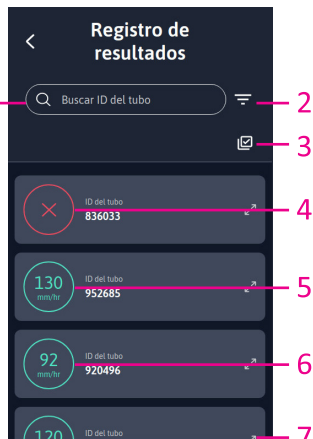 Registro de
resultados
Buscar ID del tubo
2
3
ID del tubo
836033
4
130
mm/hr
ID del tubo
952685
5
92
mm/hr
ID del tubo
920496
6
120
ID del tubo
7